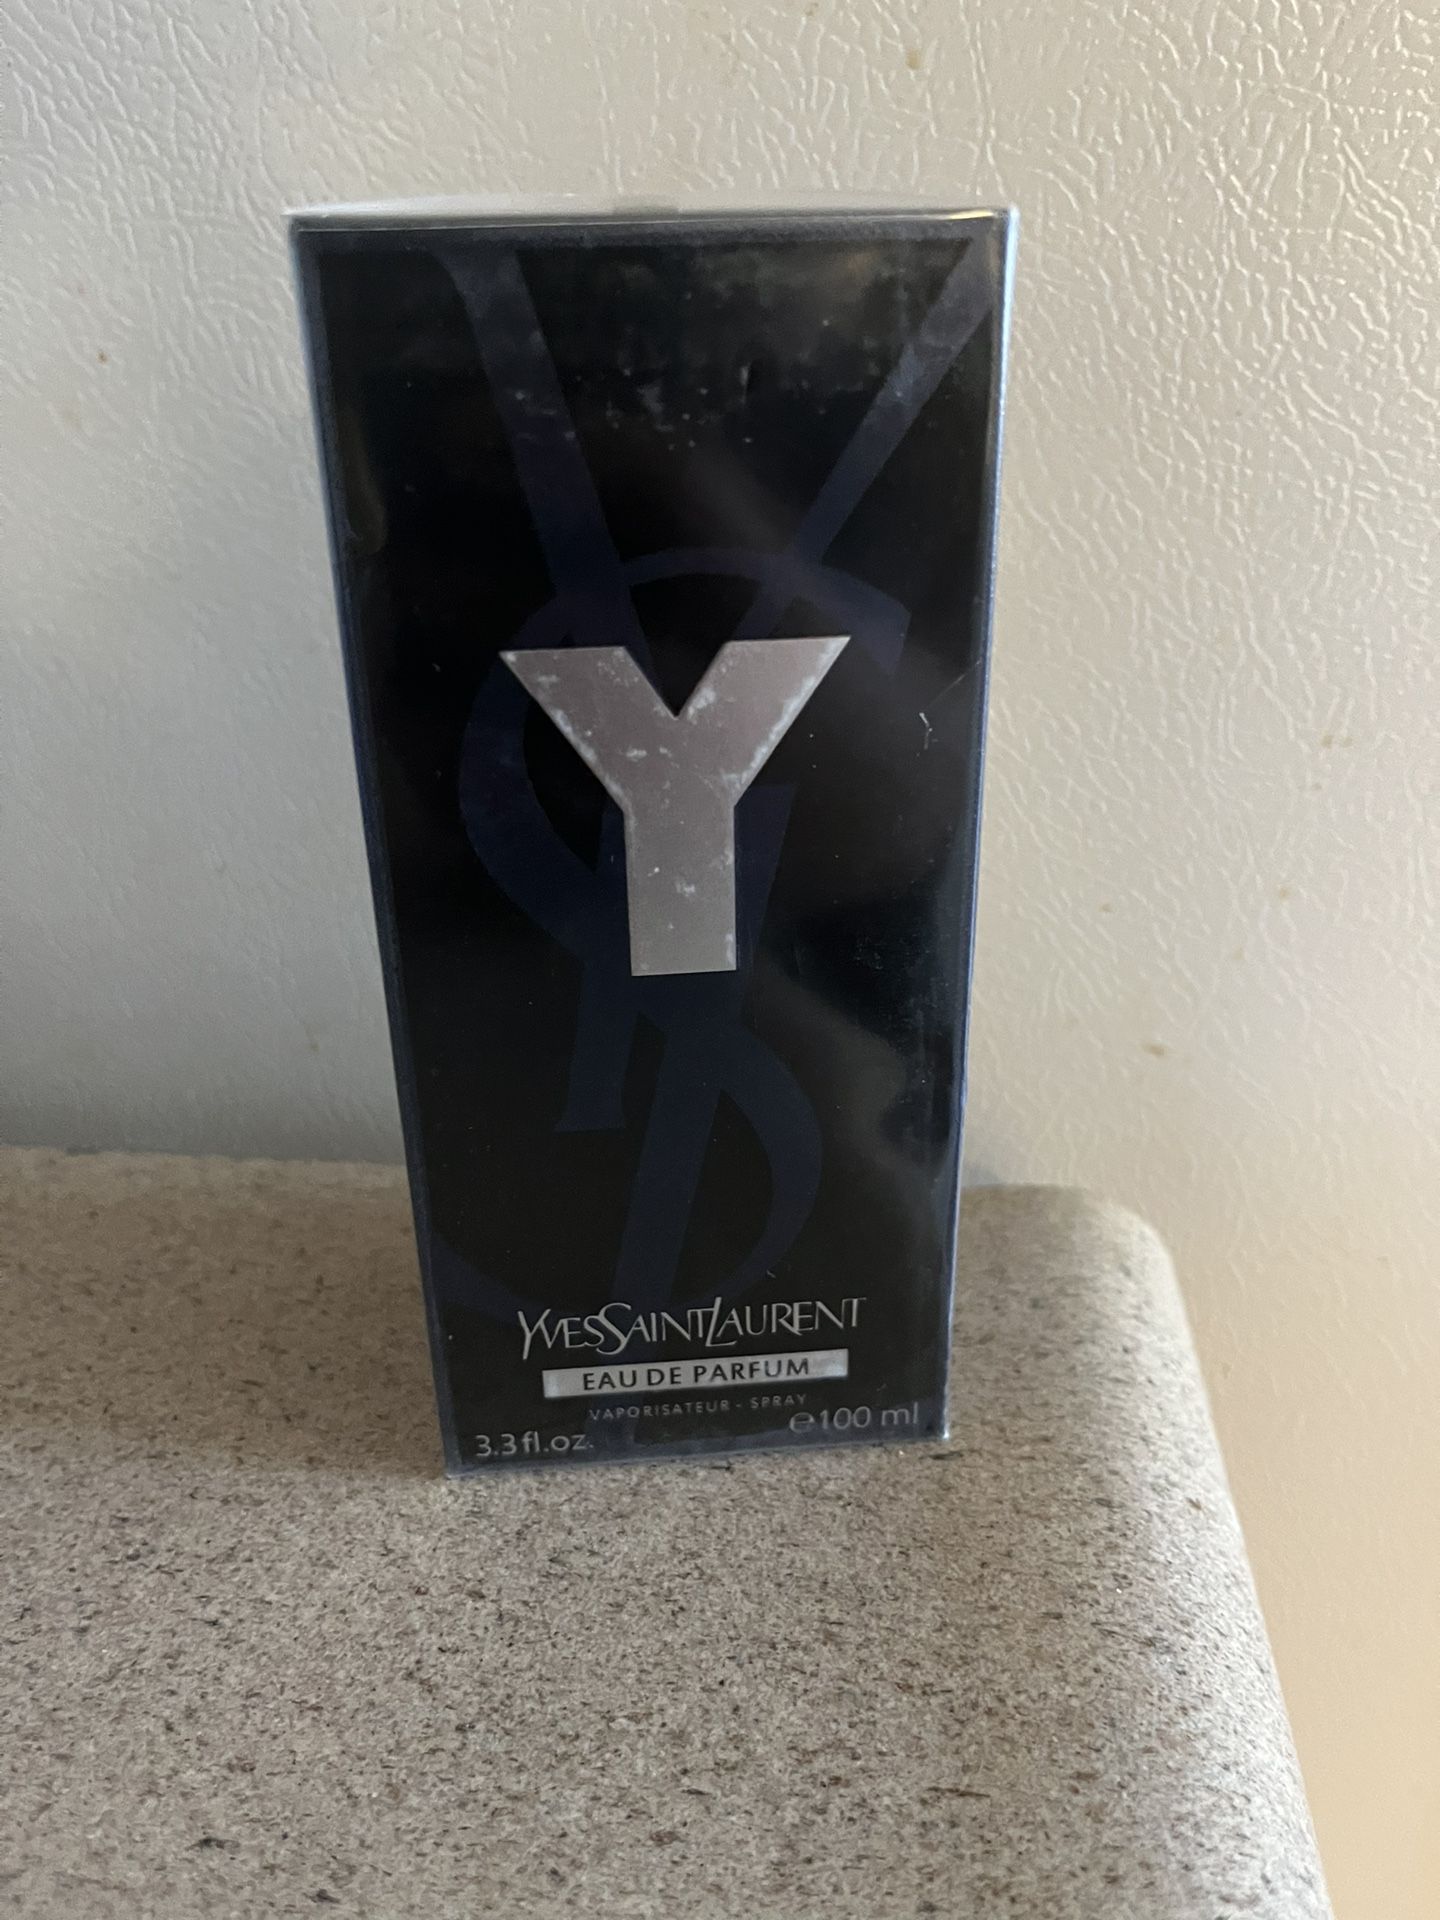 Y
YVESSAINTLAURENT
EAU DE PARFUM
VAPORISATEUR - SPRAY
3.3fl.oz. ℮100 ml